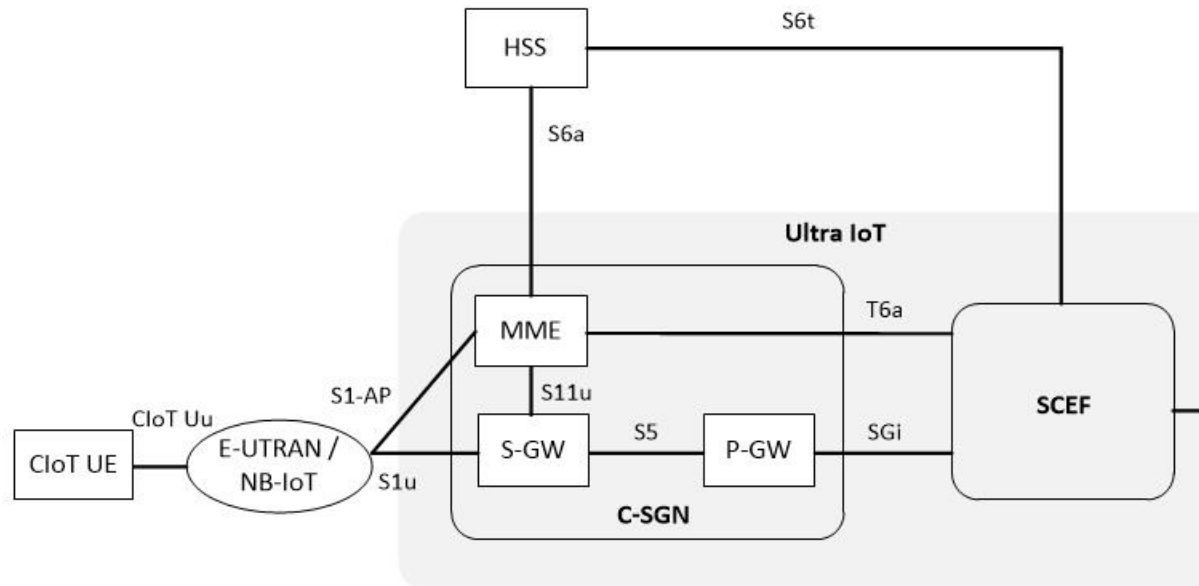 S6t
HSS
S6a
Ultra IoT
MME
T6a
S1-AP
S11u
SCEF
CIoT Uu
E-UTRAN /
NB-IoT
CIoT UE
S1u
S-GW
S5
P-GW
SGi
C-SGN